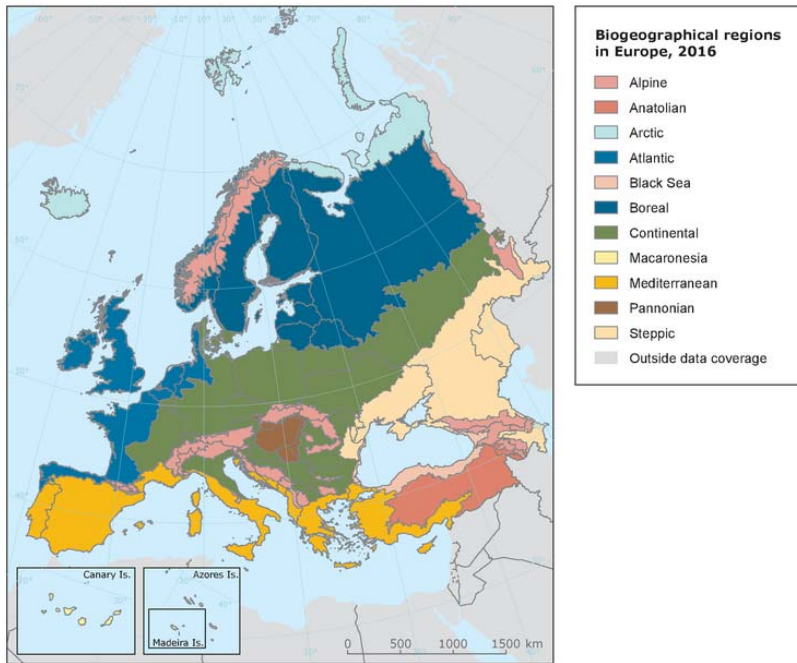 Biogeographical regions
in Europe, 2016
Alpine
Anatolian
Arctic
Atlantic
Black Sea
Boreal
Continental
Macaronesia
Mediterranean
Pannonian
Steppic
Outside data coverage
Canary Is.
Azores Is.
Madeira Is.
0 500 1000 1500 km